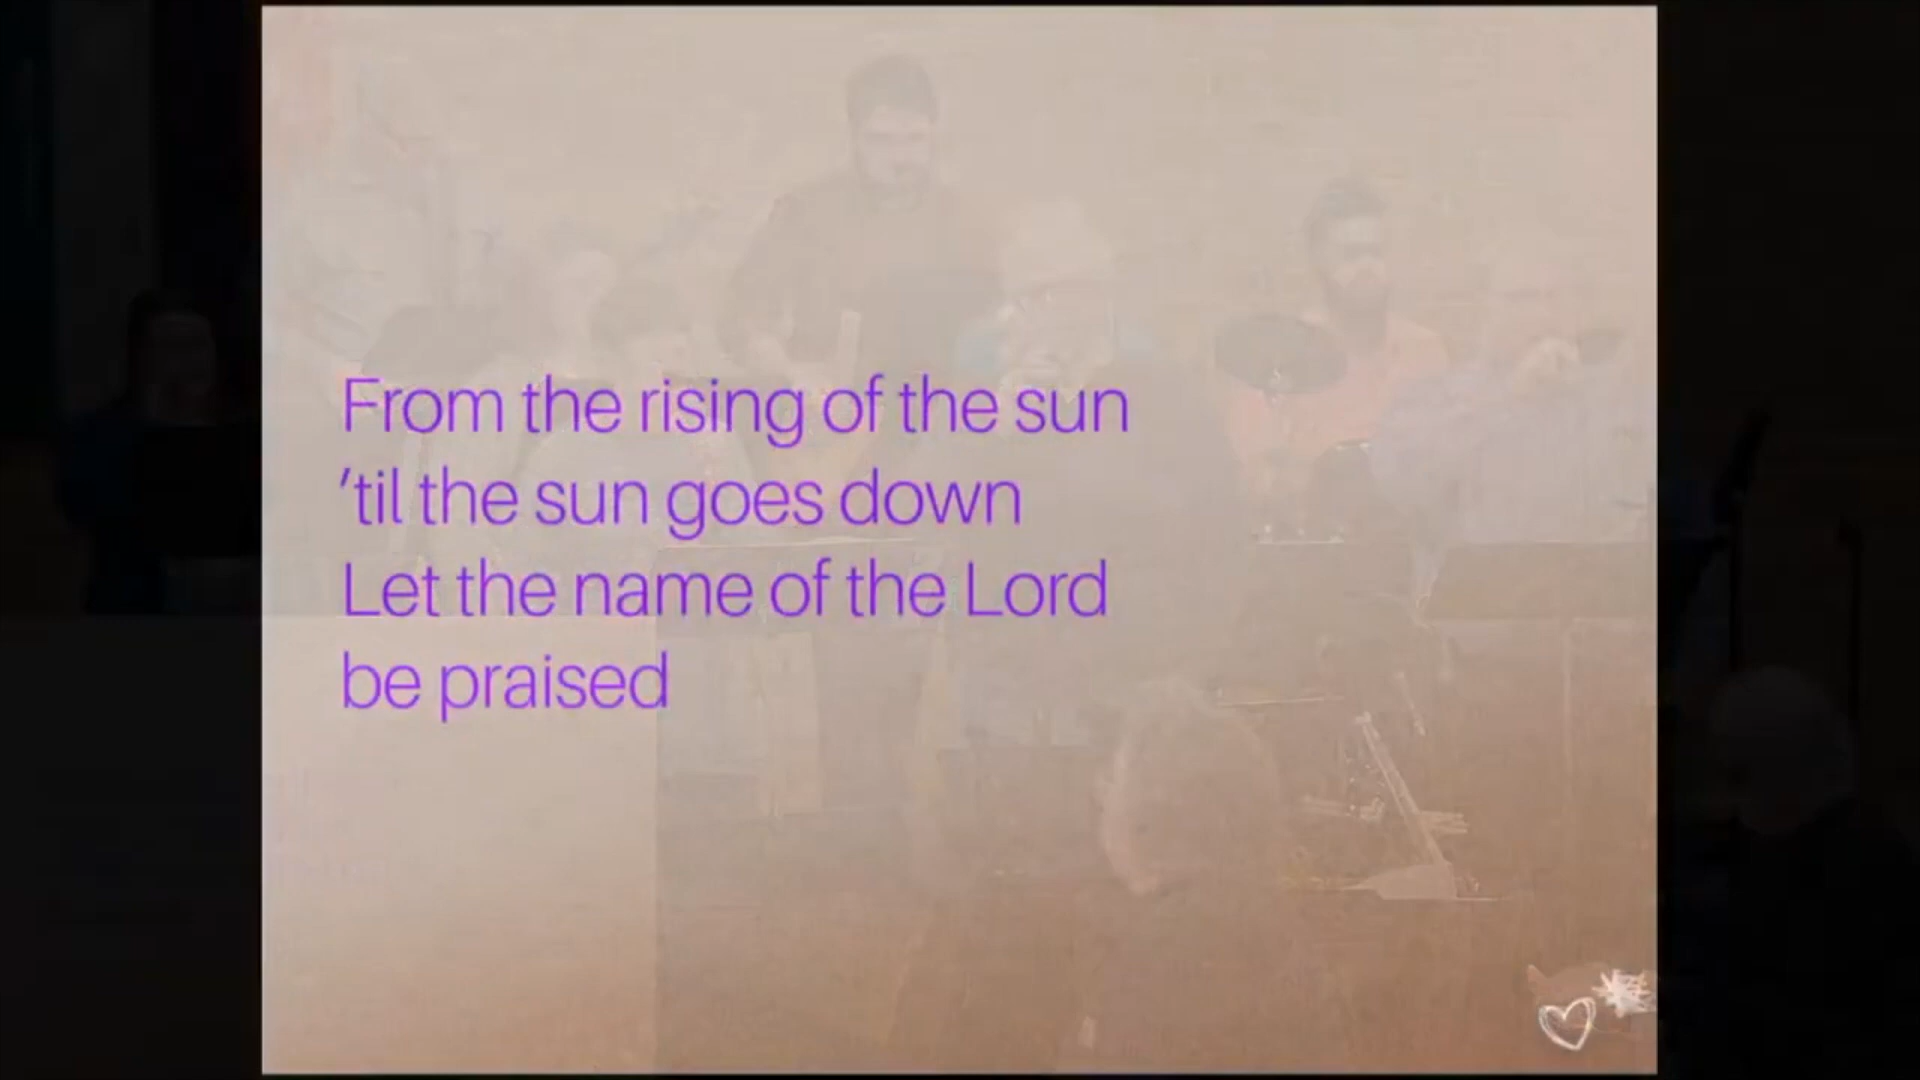 From the rising of the sun
’til the sun goes down
Let the name of the Lord
be praised